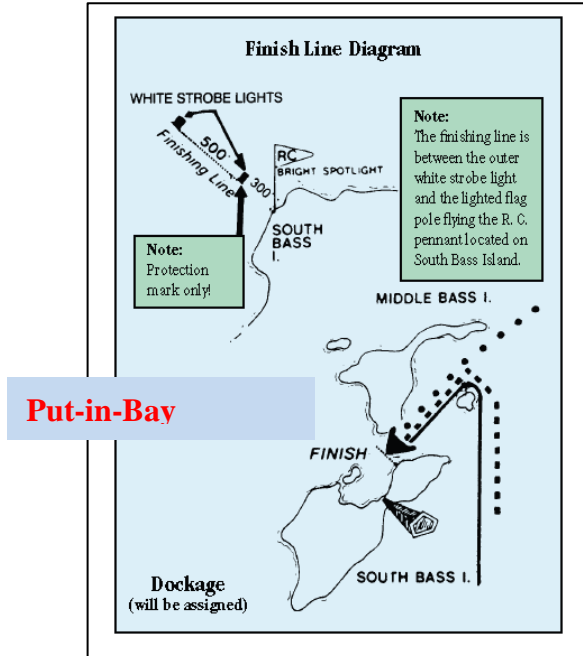 Finish Line Diagram
WHITE STROBE LIGHTS
500'
Finishing Line
300'
RC
BRIGHT SPOTLIGHT
SOUTH
BASS
I.
Note:
Protection
mark only!
Note:
The finishing line is
between the outer
white strobe light
and the lighted flag
pole flying the R. C.
pennant located on
South Bass Island.
MIDDLE BASS I.
Put-in-Bay
FINISH
SOUTH BASS I.
Dockage
(will be assigned)